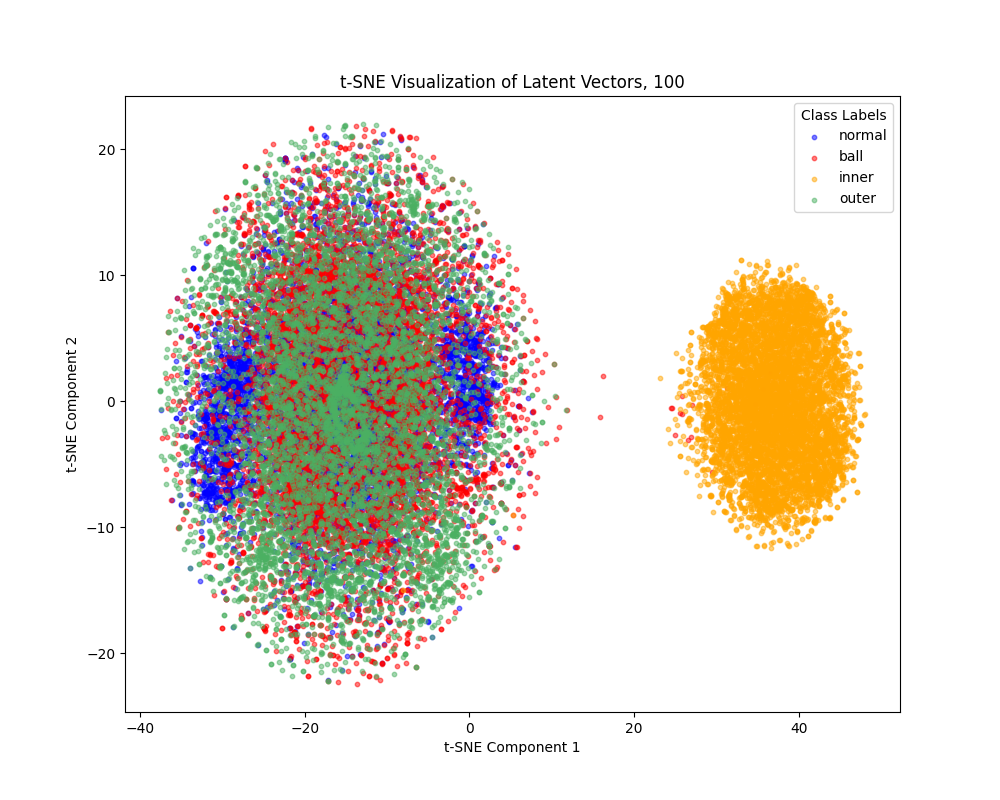 t-SNE Visualization of Latent Vectors, 100
Class Labels
normal
ball
inner
outer
20
10
0
−10
−20
t-SNE Component 2
−40
−20
0
20
40
t-SNE Component 1